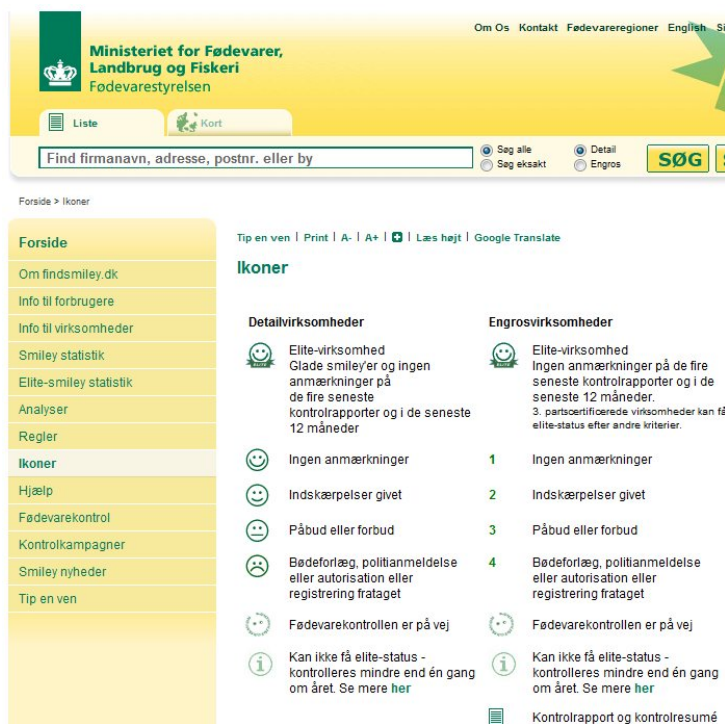 Om Os Kontakt Fødevareregioner English
Ministeriet for Fødevarer,
Landbrug og Fiskeri
Fødevarestyrelsen
Liste
Kort
Find firmanavn, adresse, postnr. eller by
Søg alle
Søg eksakt
Detail
Engros
SØG
Forside > Ikoner
Forside
Om findsmiley.dk
Info til forbrugere
Info til virksomheder
Smiley statistik
Elite-smiley statistik
Analyser
Regler
Ikoner
Hjælp
Fødevarekontrol
Kontrolkampagner
Smiley nyheder
Tip en ven
Tip en ven | Print | A- | A+ | | Læs højt | Google Translate
Ikoner
Detailvirksomheder
ELITE
Elite-virksomhed
Glade smiley'er og ingen
anmærkninger på
de fire seneste
kontrolrapporter og i de seneste
12 måneder
Ingen anmærkninger
Indskærpelser givet
Påbud eller forbud
Bødeforlæg, politianmeldelse
eller autorisation eller
registrering frataget
Fødevarekontrollen er på vej
Kan ikke få elite-status -
kontrolleres mindre end én gang
om året. Se mere her
Engrosvirksomheder
ELITE
Elite-virksomhed
Ingen anmærkninger på de fire
seneste kontrolrapporter og i de
seneste 12 måneder.
3. partscertificerede virksomheder kan få
elite-status efter andre kriterier.
1 Ingen anmærkninger
2 Indskærpelser givet
3 Påbud eller forbud
4 Bødeforlæg, politianmeldelse
eller autorisation eller
registrering frataget
Fødevarekontrollen er på vej
Kan ikke få elite-status -
kontrolleres mindre end én gang
om året. Se mere her
Kontrolrapport og kontrolresumé